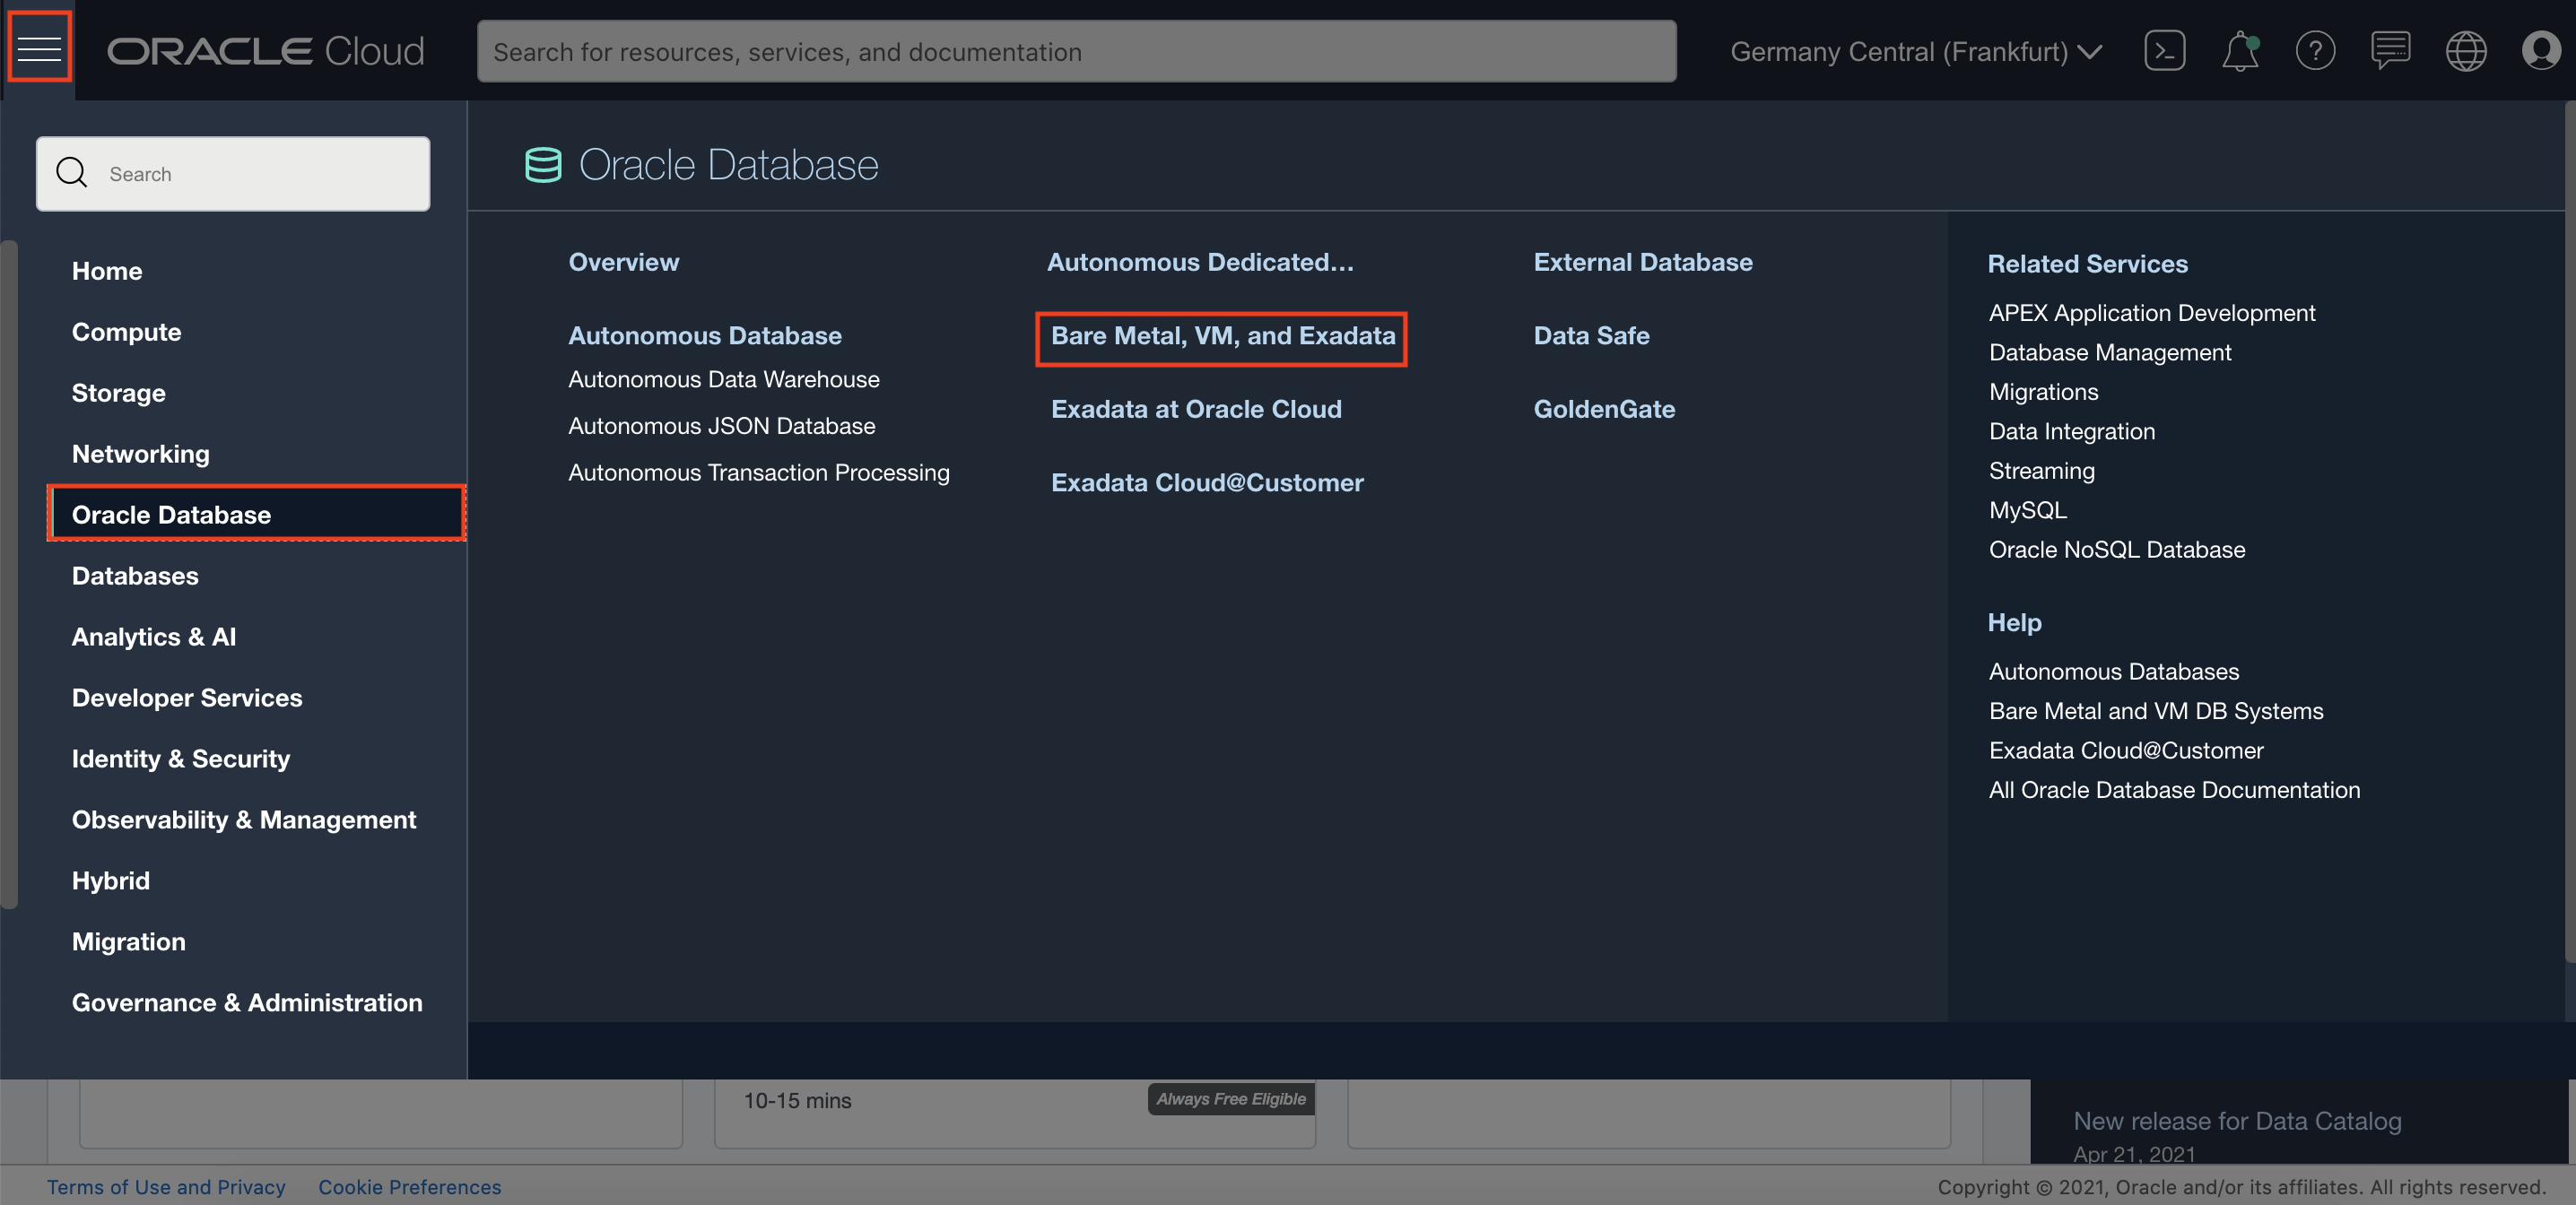 ORACLE Cloud
Search for resources, services, and documentation
Germany Central (Frankfurt)
Search
Home
Compute
Storage
Networking
Oracle Database
Databases
Analytics & AI
Developer Services
Identity & Security
Observability & Management
Hybrid
Migration
Governance & Administration
Oracle Database
Overview
Autonomous Database
Autonomous Data Warehouse
Autonomous JSON Database
Autonomous Transaction Processing
Autonomous Dedicated...
Bare Metal, VM, and Exadata
Exadata at Oracle Cloud
Exadata Cloud@Customer
External Database
Data Safe
GoldenGate
Related Services
APEX Application Development
Database Management
Migrations
Data Integration
Streaming
MySQL
Oracle NoSQL Database
Help
Autonomous Databases
Bare Metal and VM DB Systems
Exadata Cloud@Customer
All Oracle Database Documentation
10-15 mins
Always Free Eligible
New release for Data Catalog
Apr 21, 2021
Terms of Use and Privacy
Cookie Preferences
Copyright © 2021, Oracle and/or its affiliates. All rights reserved.